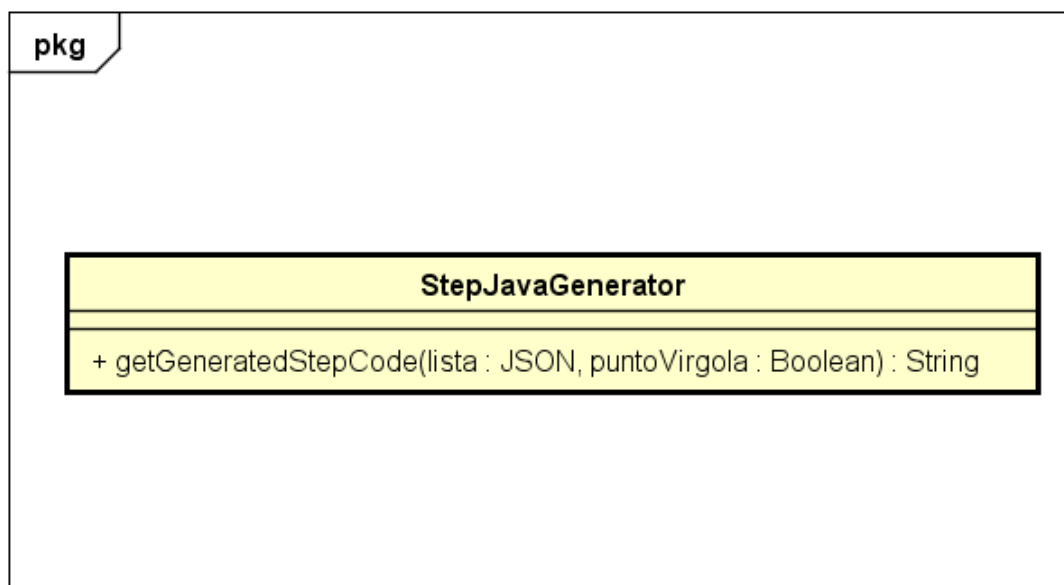 pkg
StepJavaGenerator
+ getGeneratedStepCode(lista : JSON, puntoVirgola : Boolean) : String